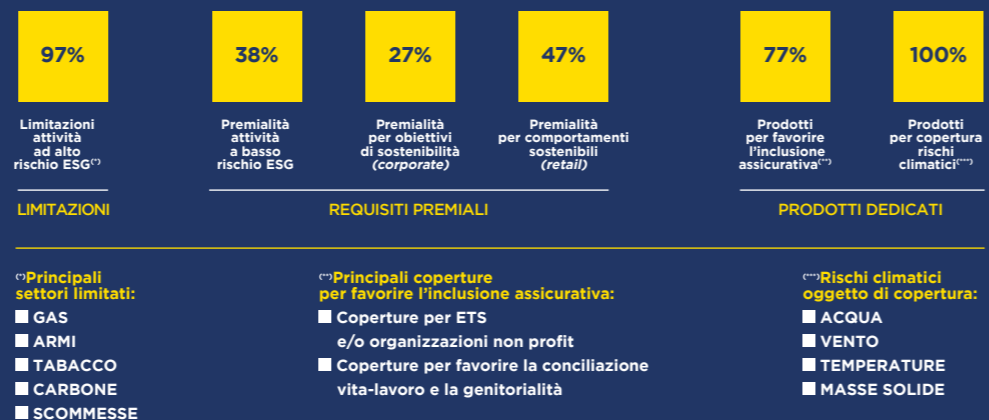 97%
38%
27%
47%
77%
100%
Limitazioni
attività
ad alto
rischio ESG(*)
Premialità
attività
a basso
rischio ESG
Premialità
per obiettivi
di sostenibilità
(corporate)
Premialità
per comportamenti
sostenibili
(retail)
Prodotti
per favorire
l'inclusione
assicurativa(**)
Prodotti
per copertura
rischi
climatici(***)
LIMITAZIONI
REQUISITI PREMIALI
PRODOTTI DEDICATI
(*)Principali
settori limitati:
GAS
ARMI
TABACCO
CARBONE
SCOMMESSE
(**)Principali coperture
per favorire l'inclusione assicurativa:
Coperture per ETS
e/o organizzazioni non profit
Coperture per favorire la conciliazione
vita-lavoro e la genitorialità
(***)Rischi climatici
oggetto di copertura:
ACQUA
VENTO
TEMPERATURE
MASSE SOLIDE